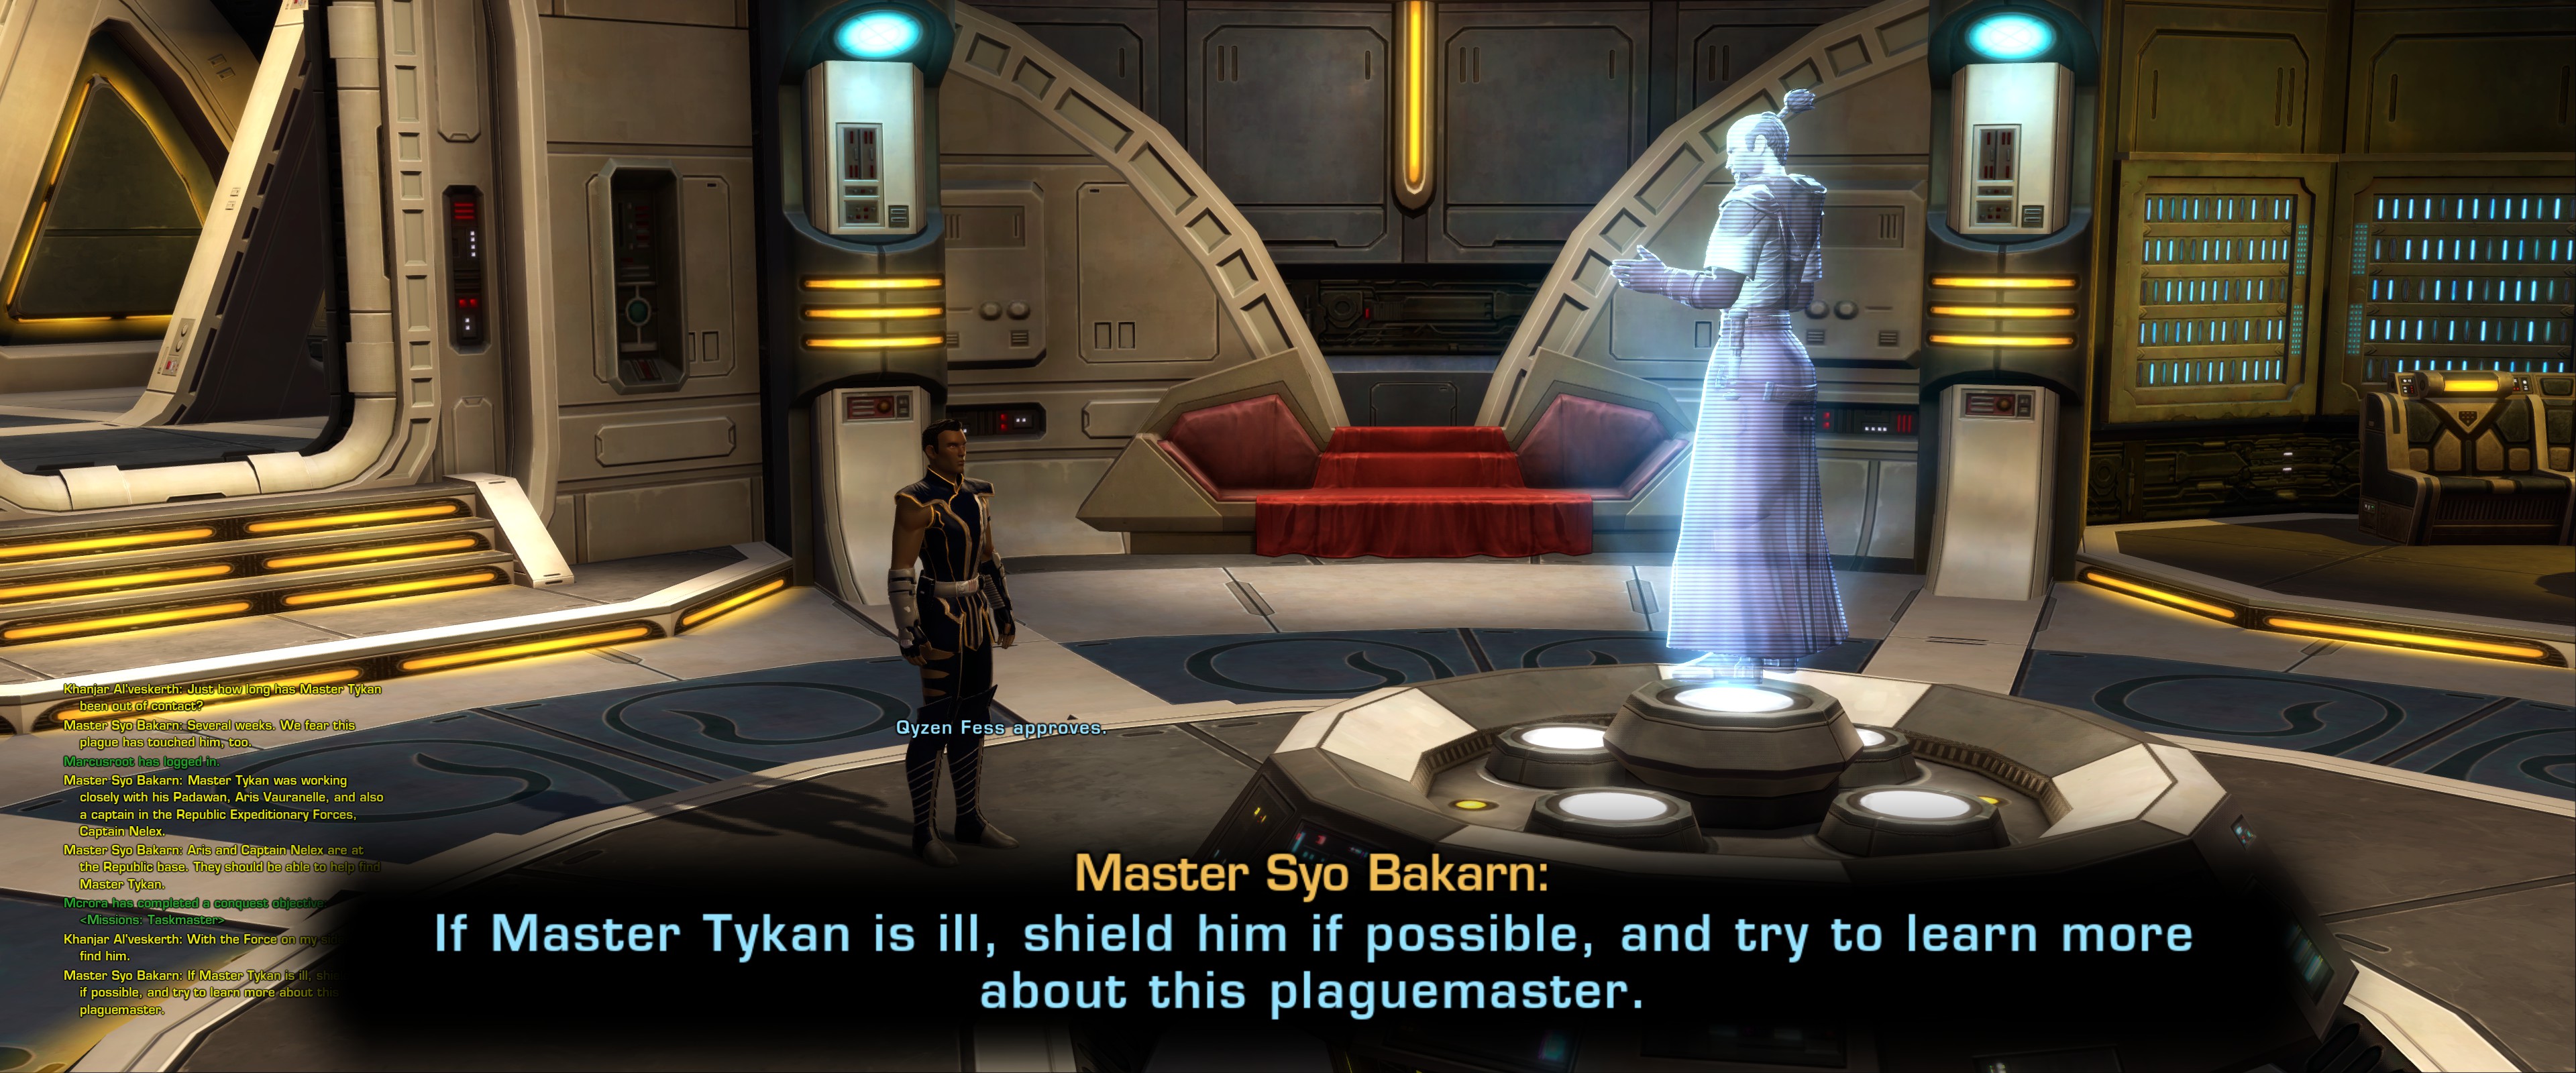 Khanjar Al'veskerth: Just how long has Master Tykan
been out of contact?
Master Syo Bakarn: Several weeks. We fear this
plague has touched him, too.
Marcusroot has logged in.
Master Syo Bakarn: Master Tykan was working
closely with his Padawan, Aris Vauranelle, and also
a captain in the Republic Expeditionary Forces,
Captain Nelex.
Master Syo Bakarn: Aris and Captain Nelex are at
the Republic base. They should be able to help find
Master Tykan.
Mcrora has completed a conquest objective:
<Missions: Taskmaster>
Khanjar Al'veskerth: With the Force on my
find him.
Master Syo Bakarn: If Master Tykan is ill,
if possible, and try to learn more about this
plaguemaster.
Qyzen Fess approves.
Master Syo Bakarn:
If Master Tykan is ill, shield him if possible, and try to learn more
about this plaguemaster.